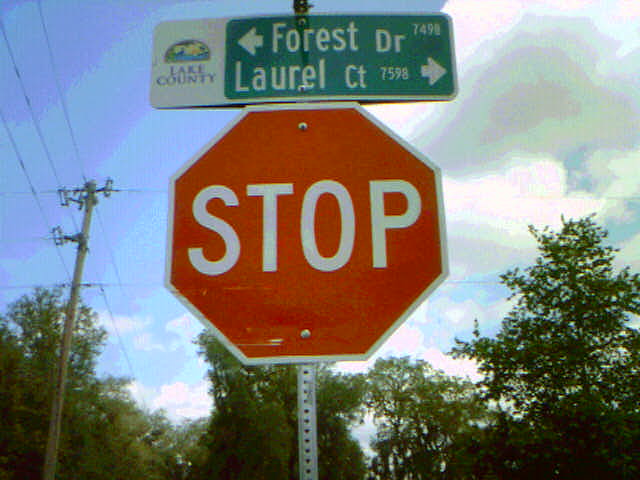 LAKE
COUNTY
Forest Dr 7498
Laurel Ct 7598
STOP